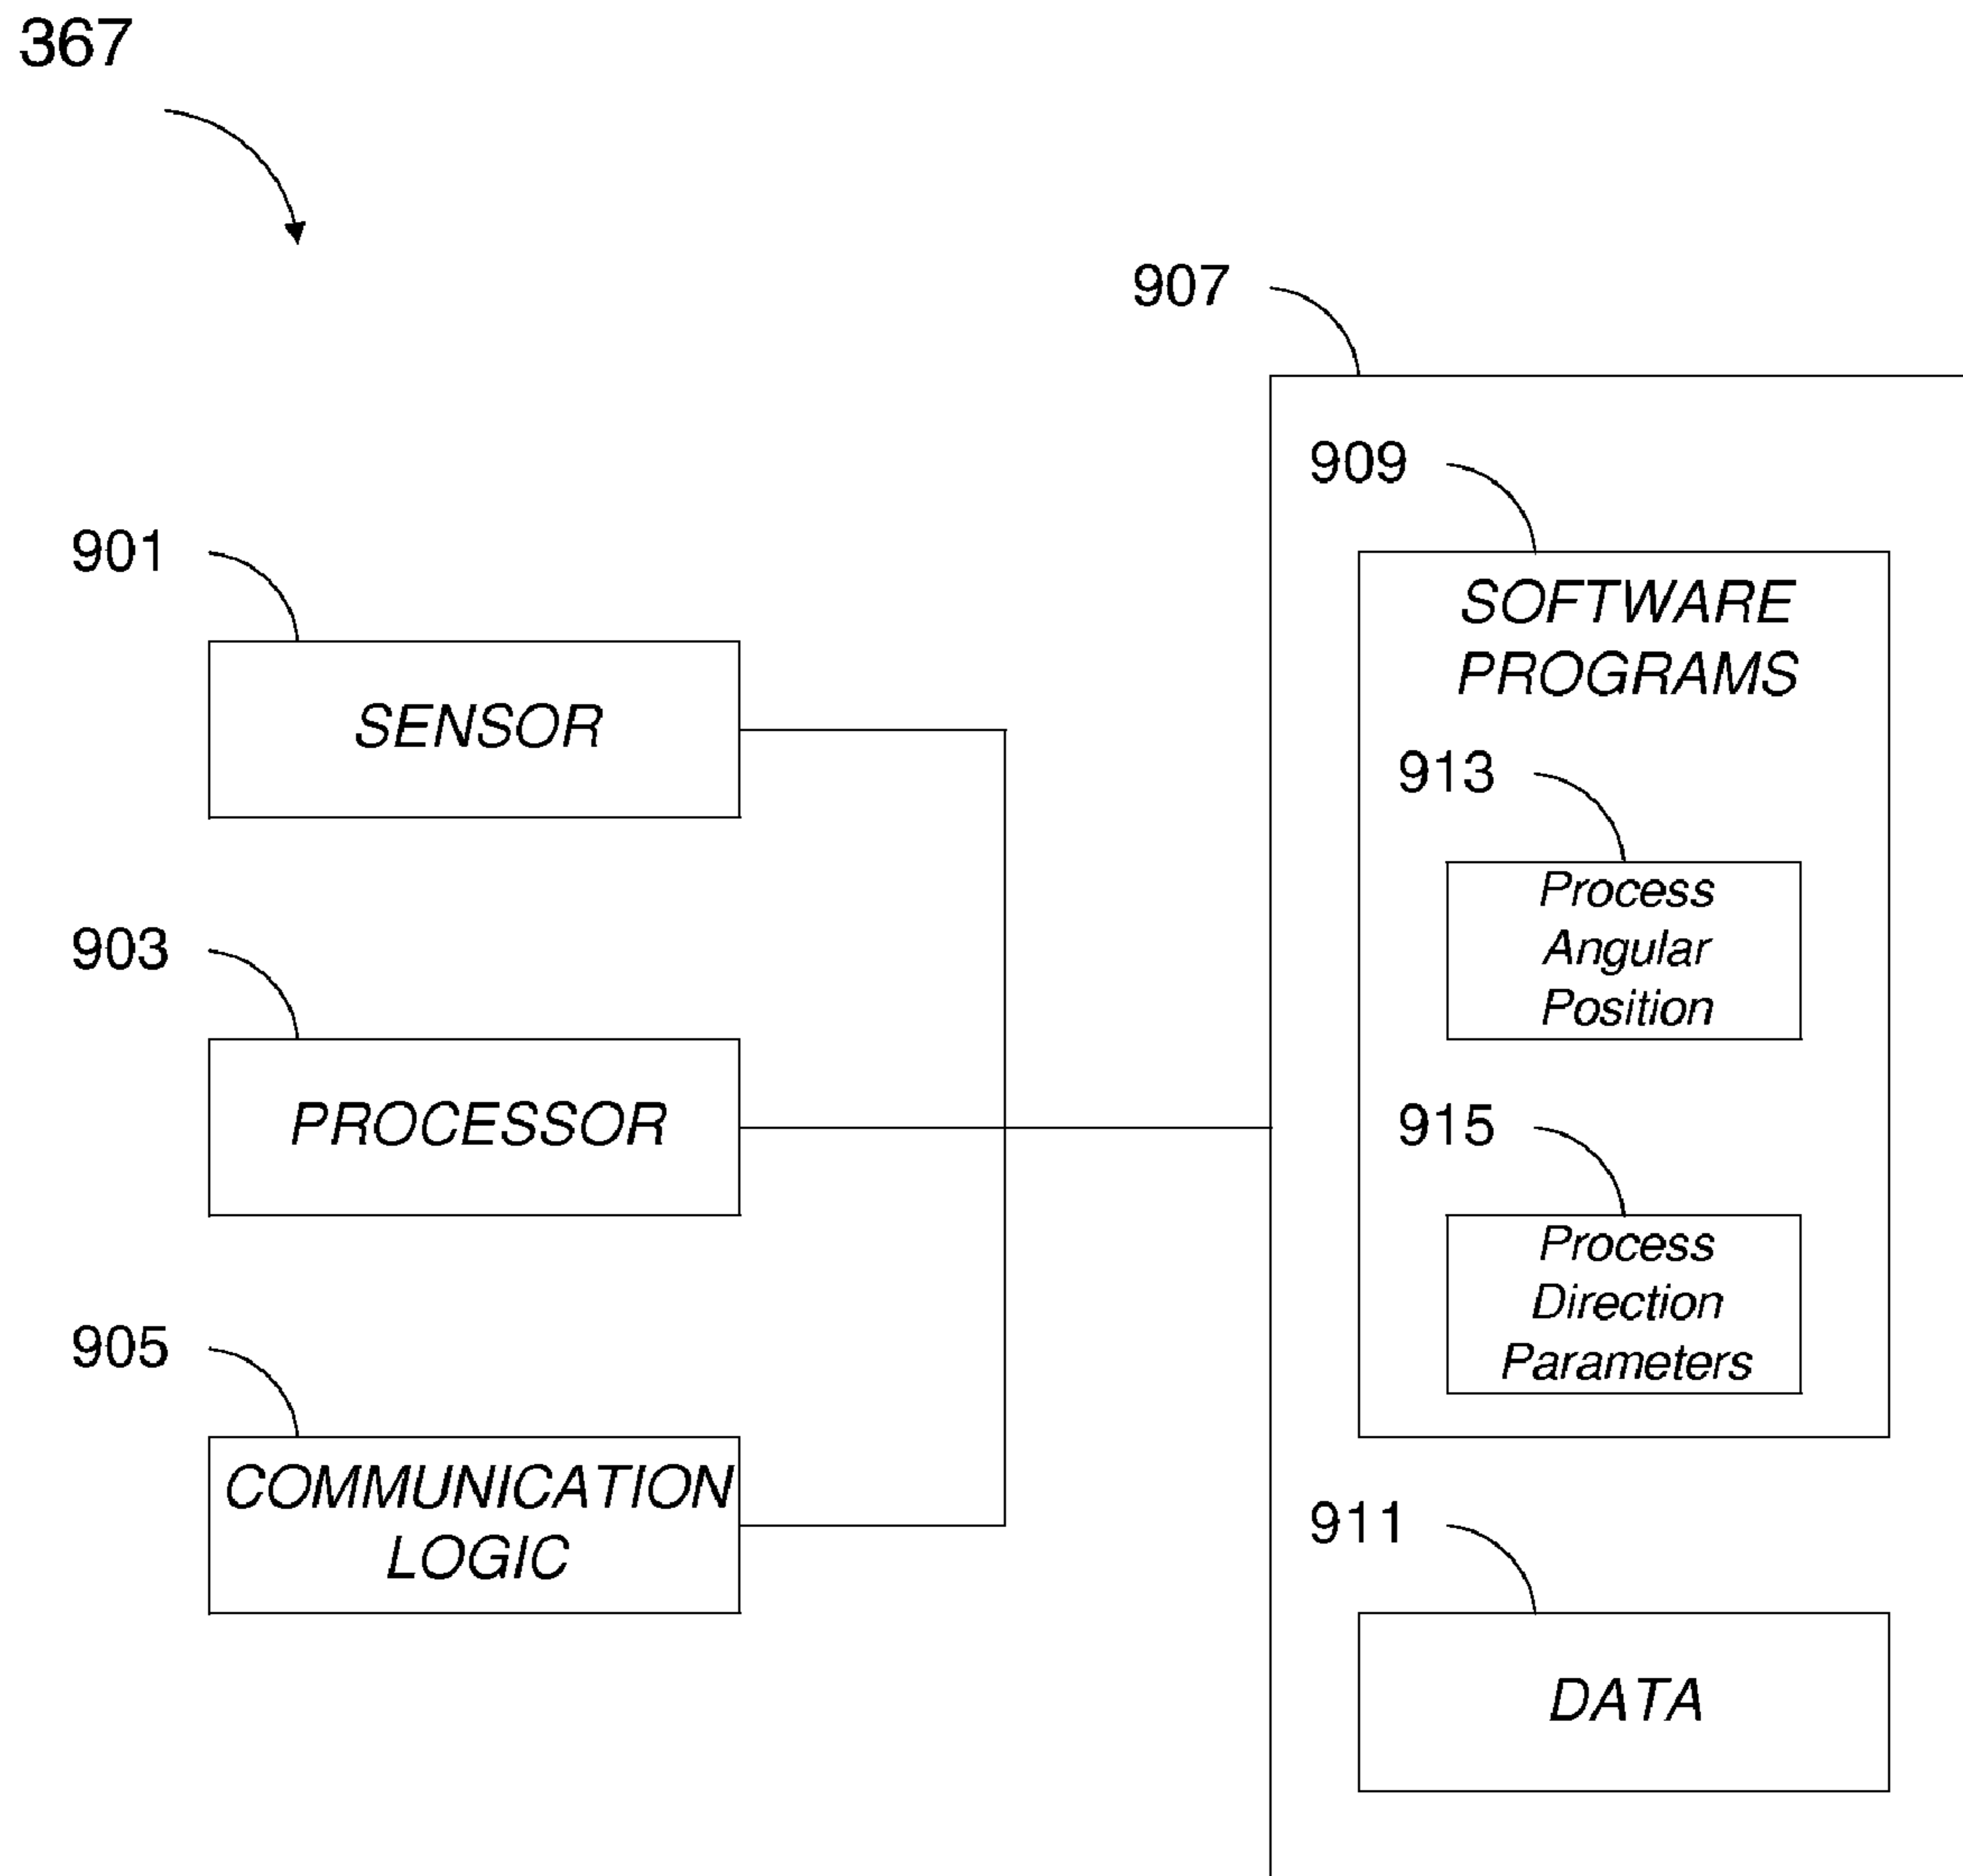 367
907
909
SOFTWARE
PROGRAMS
901
SENSOR
913
Process
Angular
Position
903
PROCESSOR
915
Process
Direction
Parameters
905
COMMUNICATION
LOGIC
911
DATA